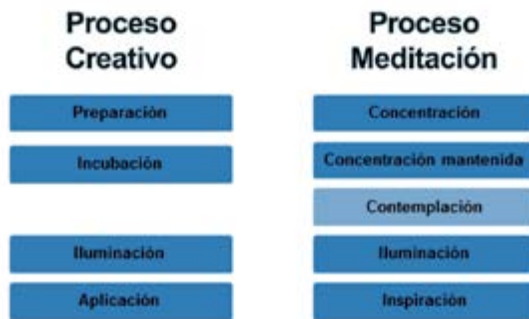 Proceso
Creativo
Preparación
Incubación
Iluminación
Aplicación
Proceso
Meditación
Concentración
Concentración mantenida
Contemplación
Iluminación
Inspiración